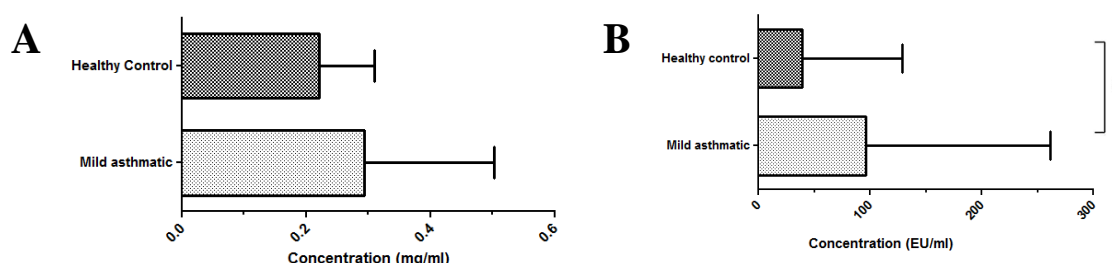 A
Healthy Control
Mild asmatic
0.0
0.2
0.4
0.6
Concentration (mg/ml)
B
Healthy control
Mild asthmatic
0
100
200
300
Concentration (EU/ml)